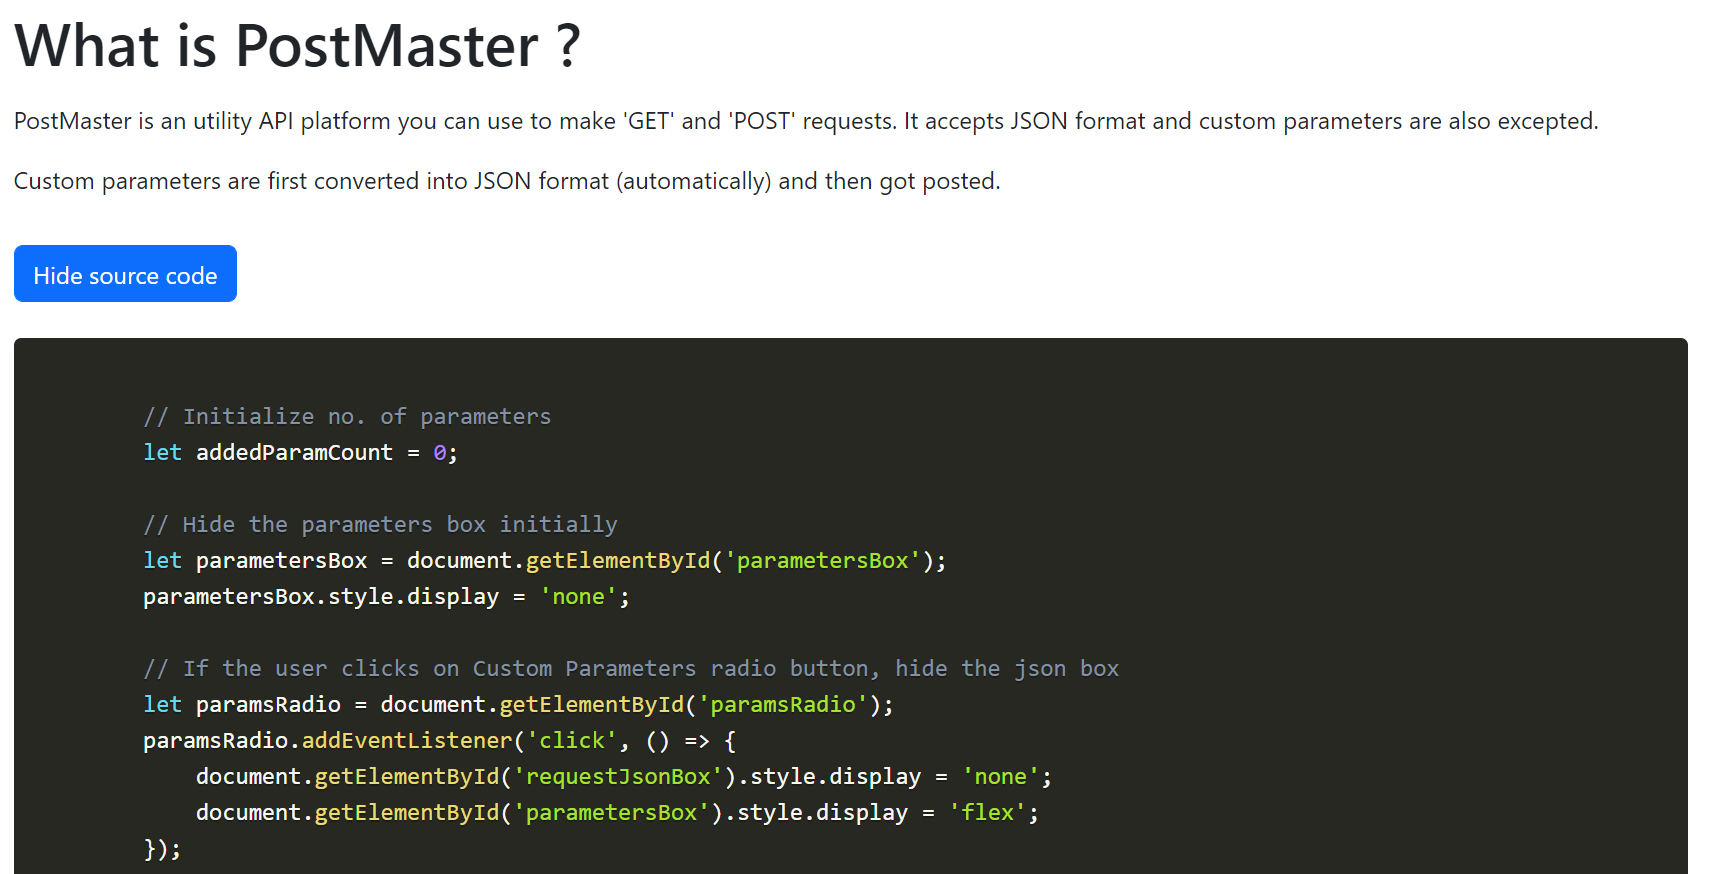 What is PostMaster ?
PostMaster is an utility API platform you can use to make 'GET' and 'POST' requests. It accepts JSON format and custom parameters are also excepted.
Custom parameters are first converted into JSON format (automatically) and then got posted.
Hide source code
// Initialize no. of parameters
let addedParamCount = 0;
// Hide the parameters box initially
let parametersBox = document.getElementById('parametersBox');
parametersBox.style.display = 'none';
// If the user clicks on Custom Parameters radio button, hide the json box
let paramsRadio = document.getElementById('paramsRadio');
paramsRadio.addEventListener('click', () => {
    document.getElementById('requestJsonBox').style.display = 'none';
    document.getElementById('parametersBox').style.display = 'flex';
});